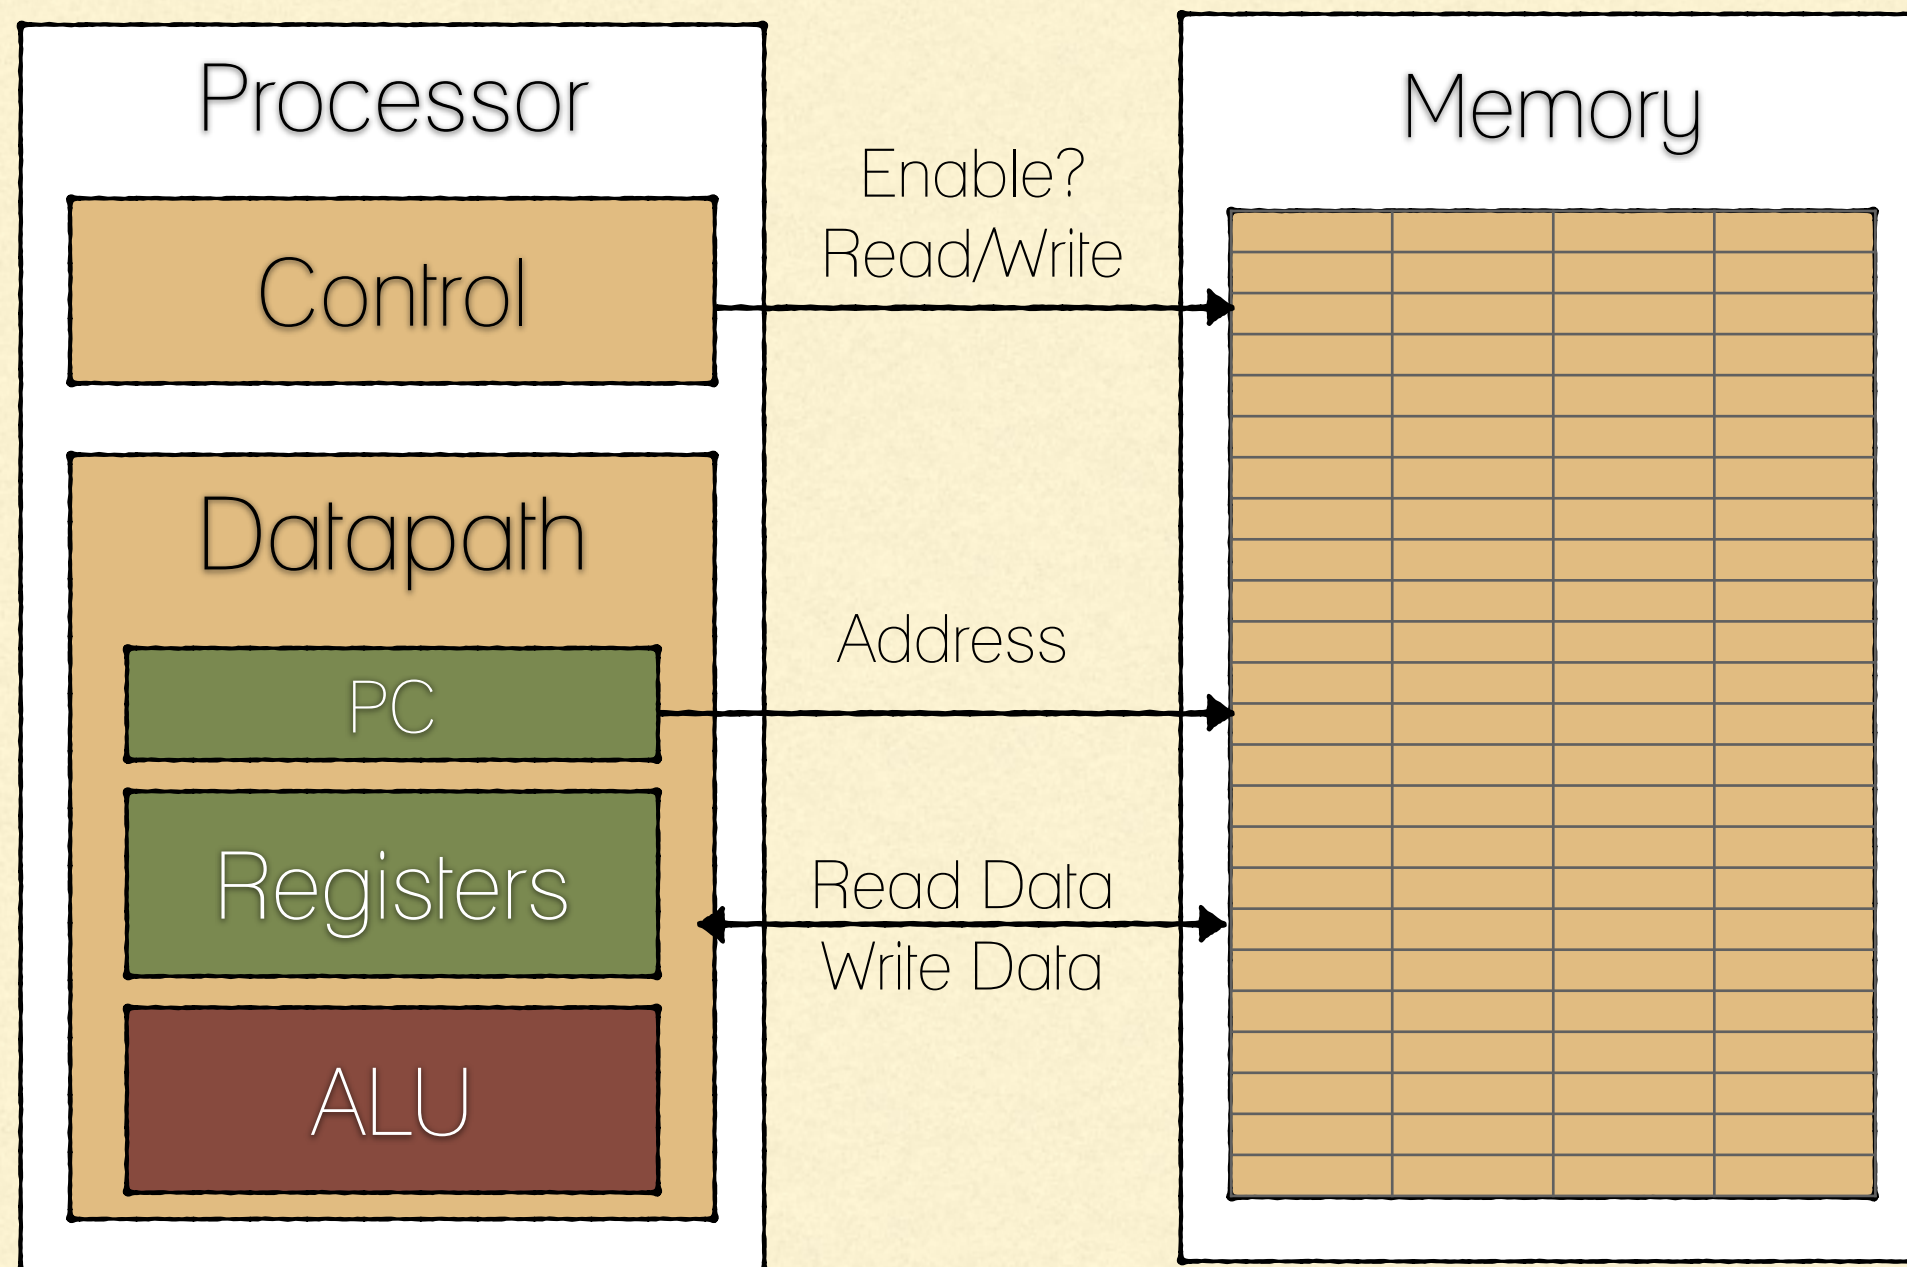 Processor
Control
Datapath
PC
Registers
ALU
Enable?
Read/Write
Address
Read Data
Write Data
Memory